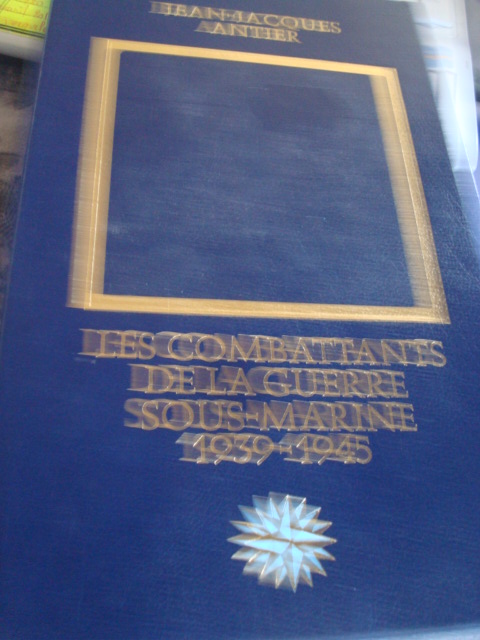 JEAN-JACQUES
ANTIER
LES COMBATTANTS
DE LA GUERRE
SOUS-MARINE
1939-1945